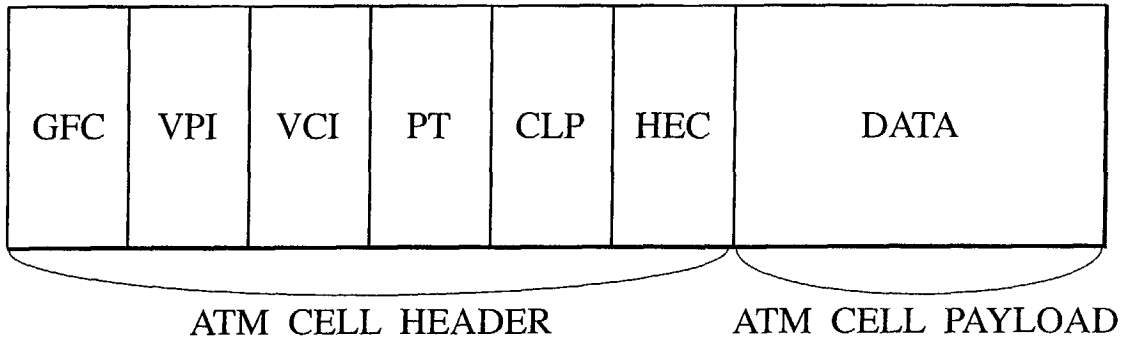 GFC VPI VCI PT CLP HEC DATA
ATM CELL HEADER ATM CELL PAYLOAD